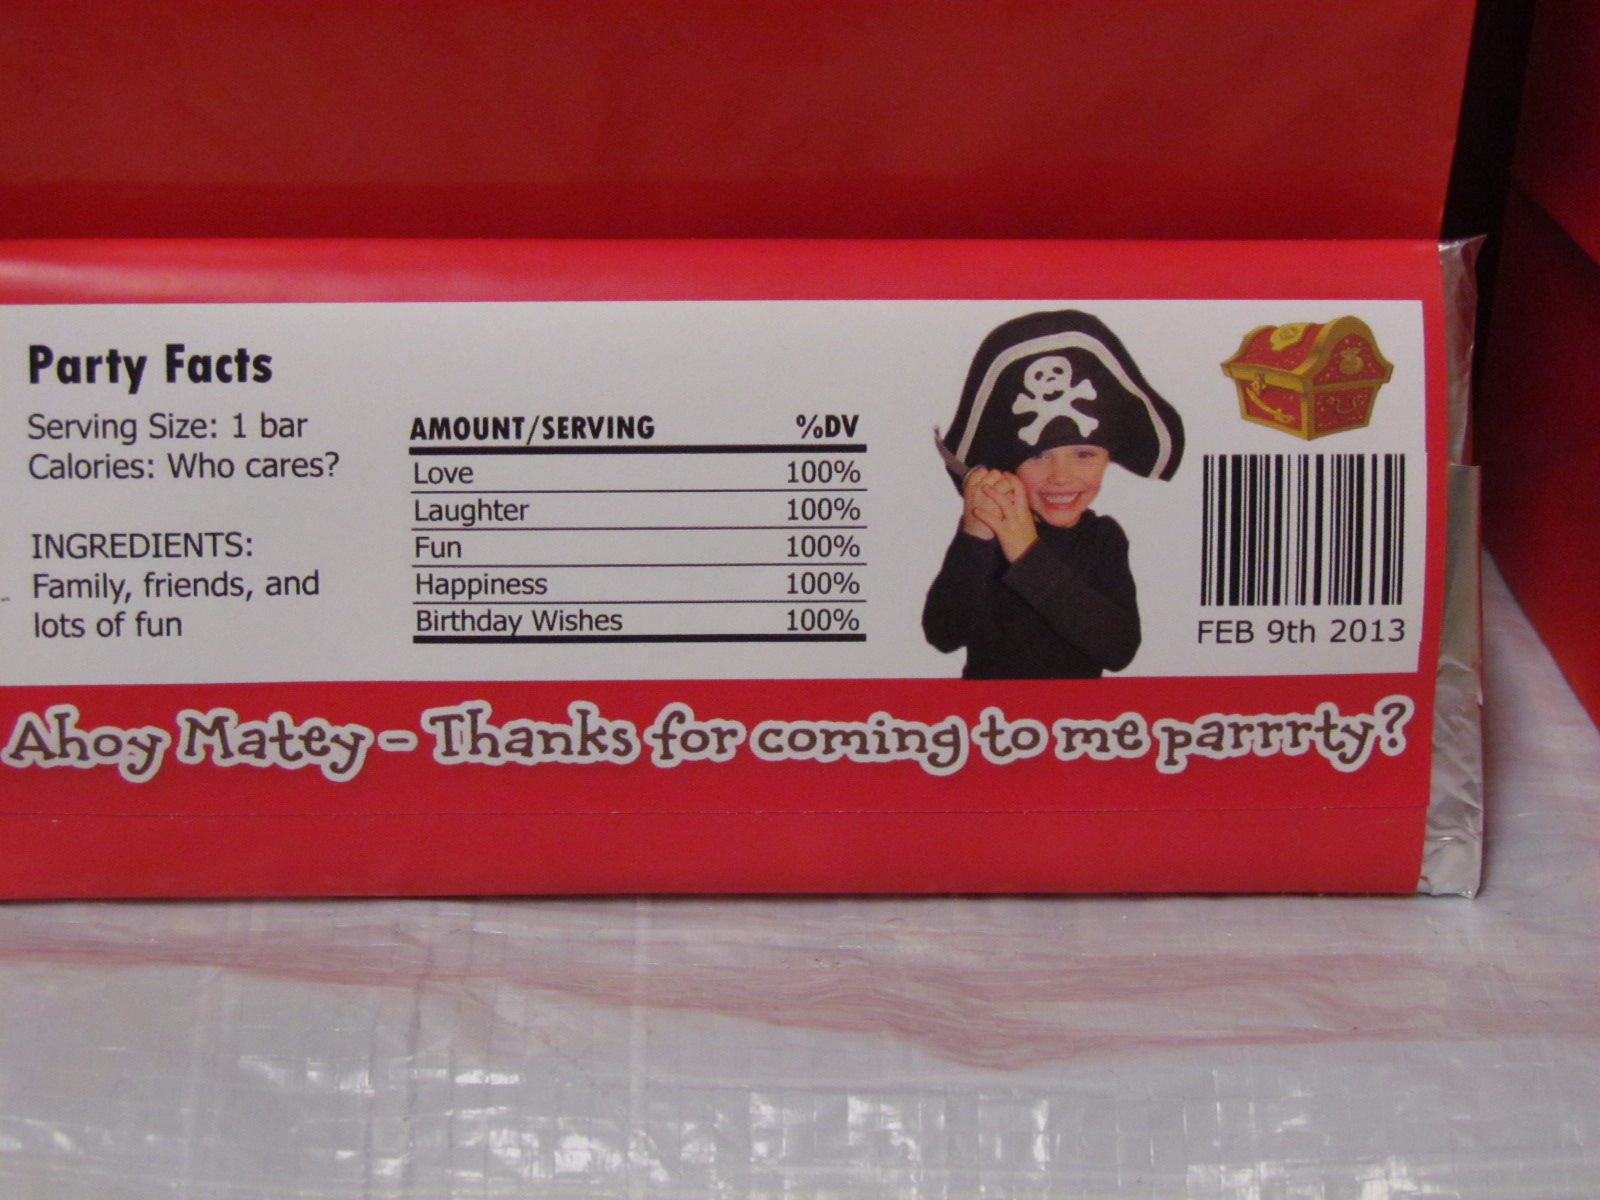 Party Facts
Serving Size: 1 bar
Calories: Who cares?
INGREDIENTS:
Family, friends, and
lots of fun
AMOUNT/SERVING %DV
Love 100%
Laughter 100%
Fun 100%
Happiness 100%
Birthday Wishes 100%
FEB 9th 2013
Ahoy Matey - Thanks for coming to me parrrty?